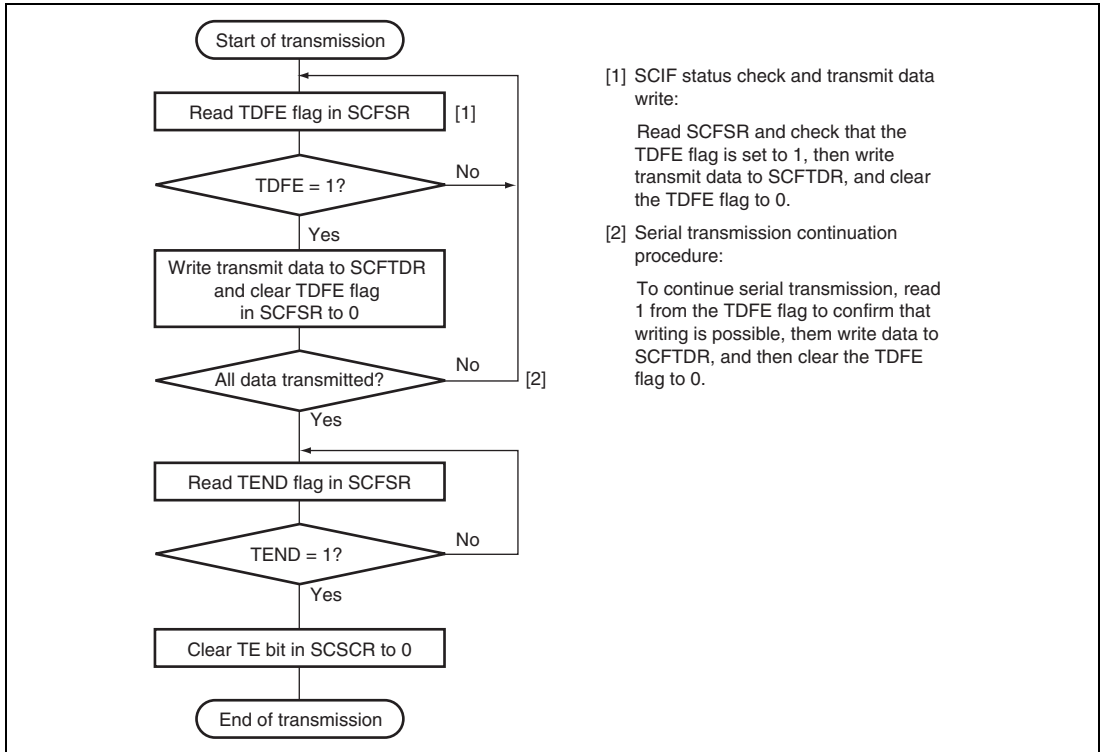 Start of transmission
Read TDFE flag in SCFSR
[1]
TDFE = 1?
No
Yes
Write transmit data to SCFTDR
and clear TDFE flag
in SCFSR to 0
All data transmitted?
No
[2]
Yes
Read TEND flag in SCFSR
TEND = 1?
No
Yes
Clear TE bit in SCSCR to 0
End of transmission
[1] SCIF status check and transmit data
write:
Read SCFSR and check that the
TDFE flag is set to 1, then write
transmit data to SCFTDR, and clear
the TDFE flag to 0.
[2] Serial transmission continuation
procedure:
To continue serial transmission, read
1 from the TDFE flag to confirm that
writing is possible, them write data to
SCFTDR, and then clear the TDFE
flag to 0.